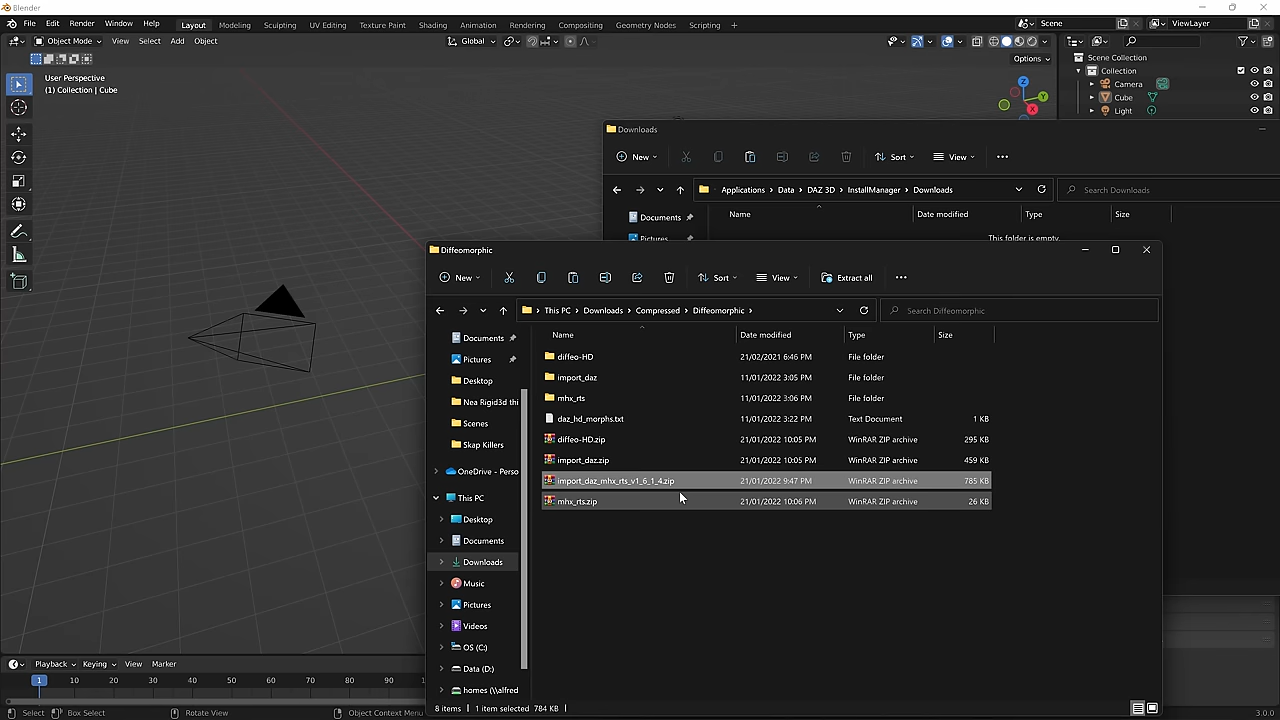 Blender
File Edit Render Window Help Layout Modeling Sculpting UV Editing Texture Paint Shading Animation Rendering Compositing Geometry Nodes Scripting + Scene ViewLayer
Object Mode View Select Add Object Global
Options
User Perspective
(1) Collection | Cube
Z
Y
X
Scene Collection
Collection
Camera
Cube
Light
Downloads
New Sort View
Applications › Data › DAZ 3D › InstallManager › Downloads Search Downloads
Documents Name Date modified Type Size
Pictures This folder is empty.
Diffeomorphic
New Sort View Extract all
This PC › Downloads › Compressed › Diffeomorphic › Search Diffeomorphic
Name Date modified Type Size
Documents
Pictures
Desktop
Nea Rigid3d thi
Scenes
Skap Killers
OneDrive - Perso
This PC
Desktop
Documents
Downloads
Music
Pictures
Videos
OS (C:)
Data (D:)
homes (\\alfred
diffeo-HD 21/02/2021 6:46 PM File folder
import_daz 11/01/2022 3:05 PM File folder
mhx_rts 11/01/2022 3:06 PM File folder
daz_hd_morphs.txt 11/01/2022 3:22 PM Text Document 1 KB
diffeo-HD.zip 21/01/2022 10:05 PM WinRAR ZIP archive 295 KB
import_daz.zip 21/01/2022 10:05 PM WinRAR ZIP archive 459 KB
import_daz_mhx_rts_v1_6_1_4.zip 21/01/2022 9:47 PM WinRAR ZIP archive 785 KB
mhx_rts.zip 21/01/2022 10:06 PM WinRAR ZIP archive 26 KB
8 items | 1 item selected 784 KB |
Playback Keying View Marker
1 10 20 30 40 50 60 70 80 90
Select Box Select Rotate View Object Context Menu
3.0.0